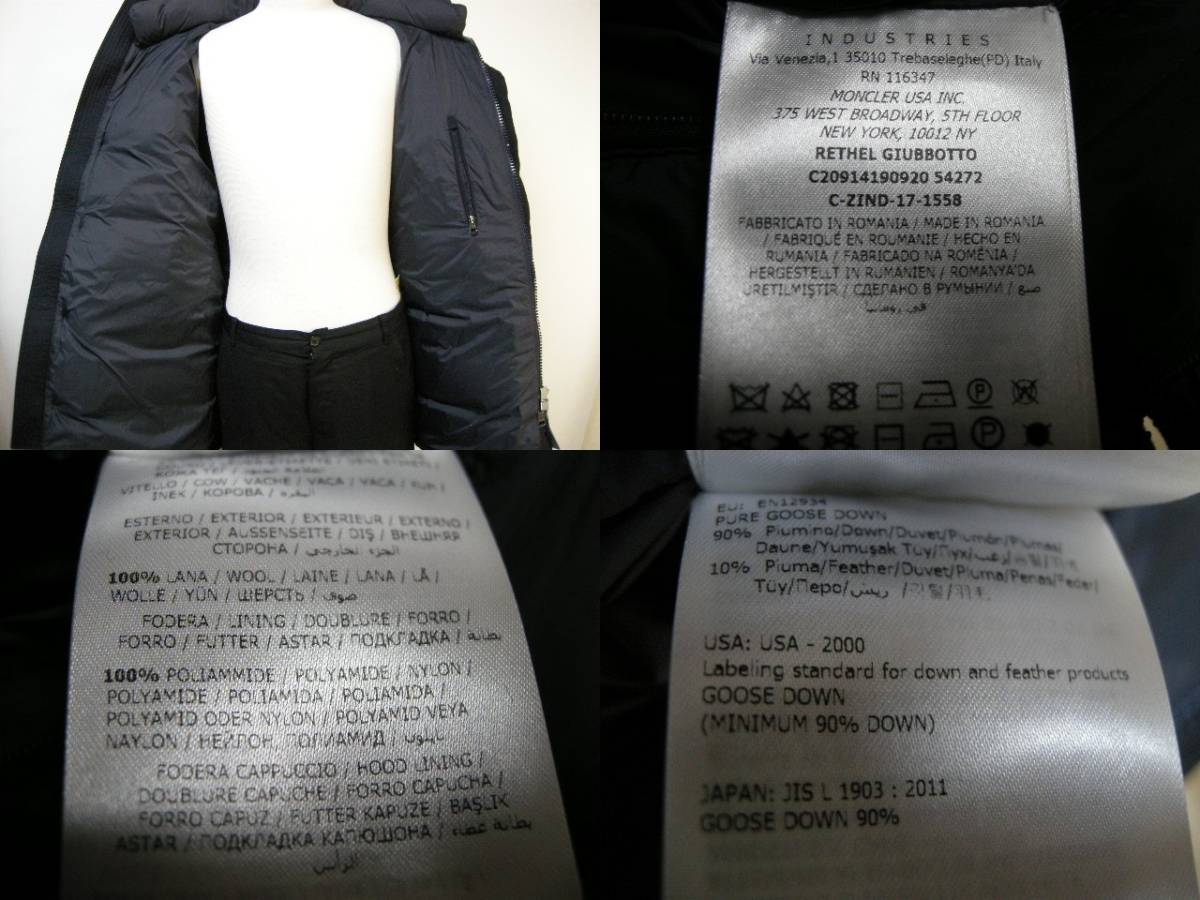 INDUSTRIES
Via Venezia,1 35010 Trebaseleghe(PD) Italy
RN 116347
MONCLER USA INC.
375 WEST BROADWAY, 5TH FLOOR
NEW YORK, 10012 NY
RETHEL GIUBBOTTO
C20914190920 54272
C-ZIND-17-1558
FABBRICATO IN ROMANIA / MADE IN ROMANIA
/ FABRIQUÉ EN ROUMANIE / HECHO EN
RUMANIA / FABRICADO NA ROMÉNIA /
HERGESTELLT IN RUMÄNIEN / ROMANYA'DA
ÜRETILMIŞTIR / СДЕЛАНО В РУМЫНИИ / صنع
في رومانيا
VITELLO / COW / VACHE / VACA / VACA /
INEK / КОРОВА / البقرة
ESTERNO / EXTERIOR / EXTERIEUR / EXTERNO /
EXTERIOR / AUSSENSEITE / DIŞ / ВНЕШНЯЯ
СТОРОНА / الجزء الخارجي
100% LANA / WOOL / LAINE / LANA / LÃ /
WOLLE / YÜN / ШЕРСТЬ / صوف
FODERA / LINING / DOUBLURE / FORRO /
FORRO / FUTTER / ASTAR / ПОДКЛАДКА / بطانة
100% POLIAMMIDE / POLYAMIDE / NYLON /
POLYAMIDE / POLIAMIDA / POLIAMIDA /
POLYAMID ODER NYLON / POLYAMID VEYA
NAYLON / НЕЙЛОН, ПОЛИАМИД / نايلون
FODERA CAPPUCCIO / HOOD LINING /
DOUBLURE CAPUCHE / FORRO CAPUCHA /
FORRO CAPUZ / FUTTER KAPUZE / BAŞLIK
ASTAR / ПОДКЛАДКА КАПЮШОНА / بطانة غطاء
الرأس
EU: EN12934
PURE GOOSE DOWN
90% Piumino/Down/Duvet/Plumón/Plumas/
Daune/Yumuşak Tüy/Пух/
10% Piuma/Feather/Duvet/Pluma/Penas/Feder/
Tüy/Перо/ريش/
USA: USA - 2000
Labeling standard for down and feather products
GOOSE DOWN
(MINIMUM 90% DOWN)
JAPAN: JIS L 1903 : 2011
GOOSE DOWN 90%